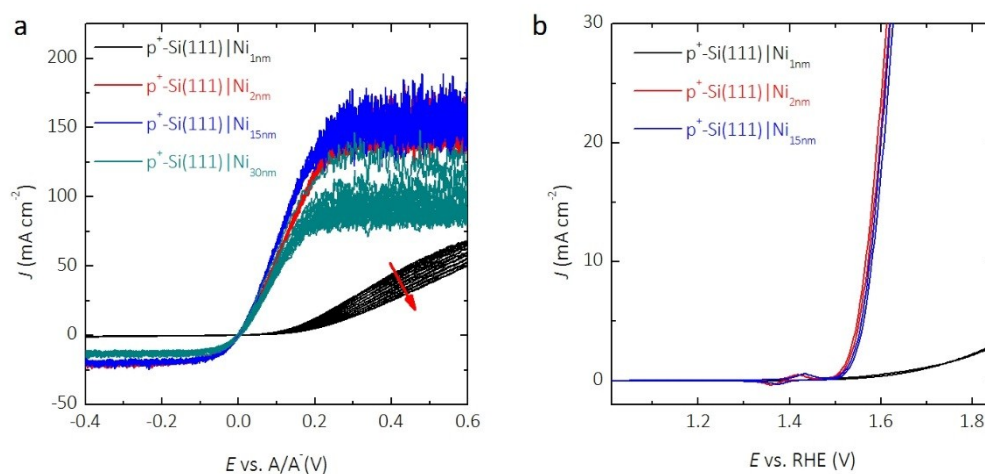 a
p⁺-Si(111)|Ni₁ₙₘ
p⁺-Si(111)|Ni₂ₙₘ
p⁺-Si(111)|Ni₁₅ₙₘ
p⁺-Si(111)|Ni₃₀ₙₘ
J (mA cm⁻²)
200
150
100
50
0
-50
-0.4 -0.2 0.0 0.2 0.4 0.6
E vs. A/A⁻(V)
b
p⁺-Si(111)|Ni₁ₙₘ
p⁺-Si(111)|Ni₂ₙₘ
p⁺-Si(111)|Ni₁₅ₙₘ
J (mA cm⁻²)
30
20
10
0
1.2 1.4 1.6 1.8
E vs. RHE (V)